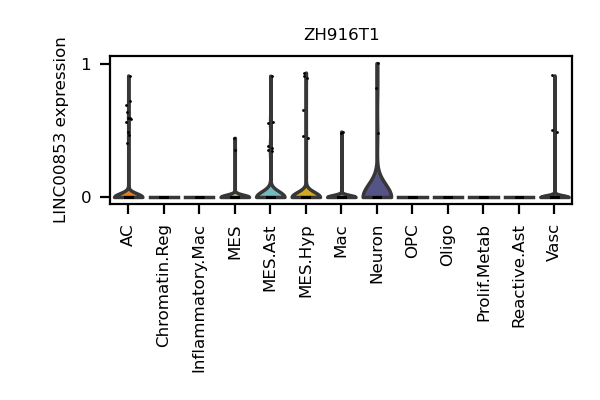 ZH916T1
LINC00853 expression
1
0
AC
Chromatin.Reg
Inflammatory.Mac
MES
MES.Ast
MES.Hyp
Mac
Neuron
OPC
Oligo
Prolif.Metab
Reactive.Ast
Vasc